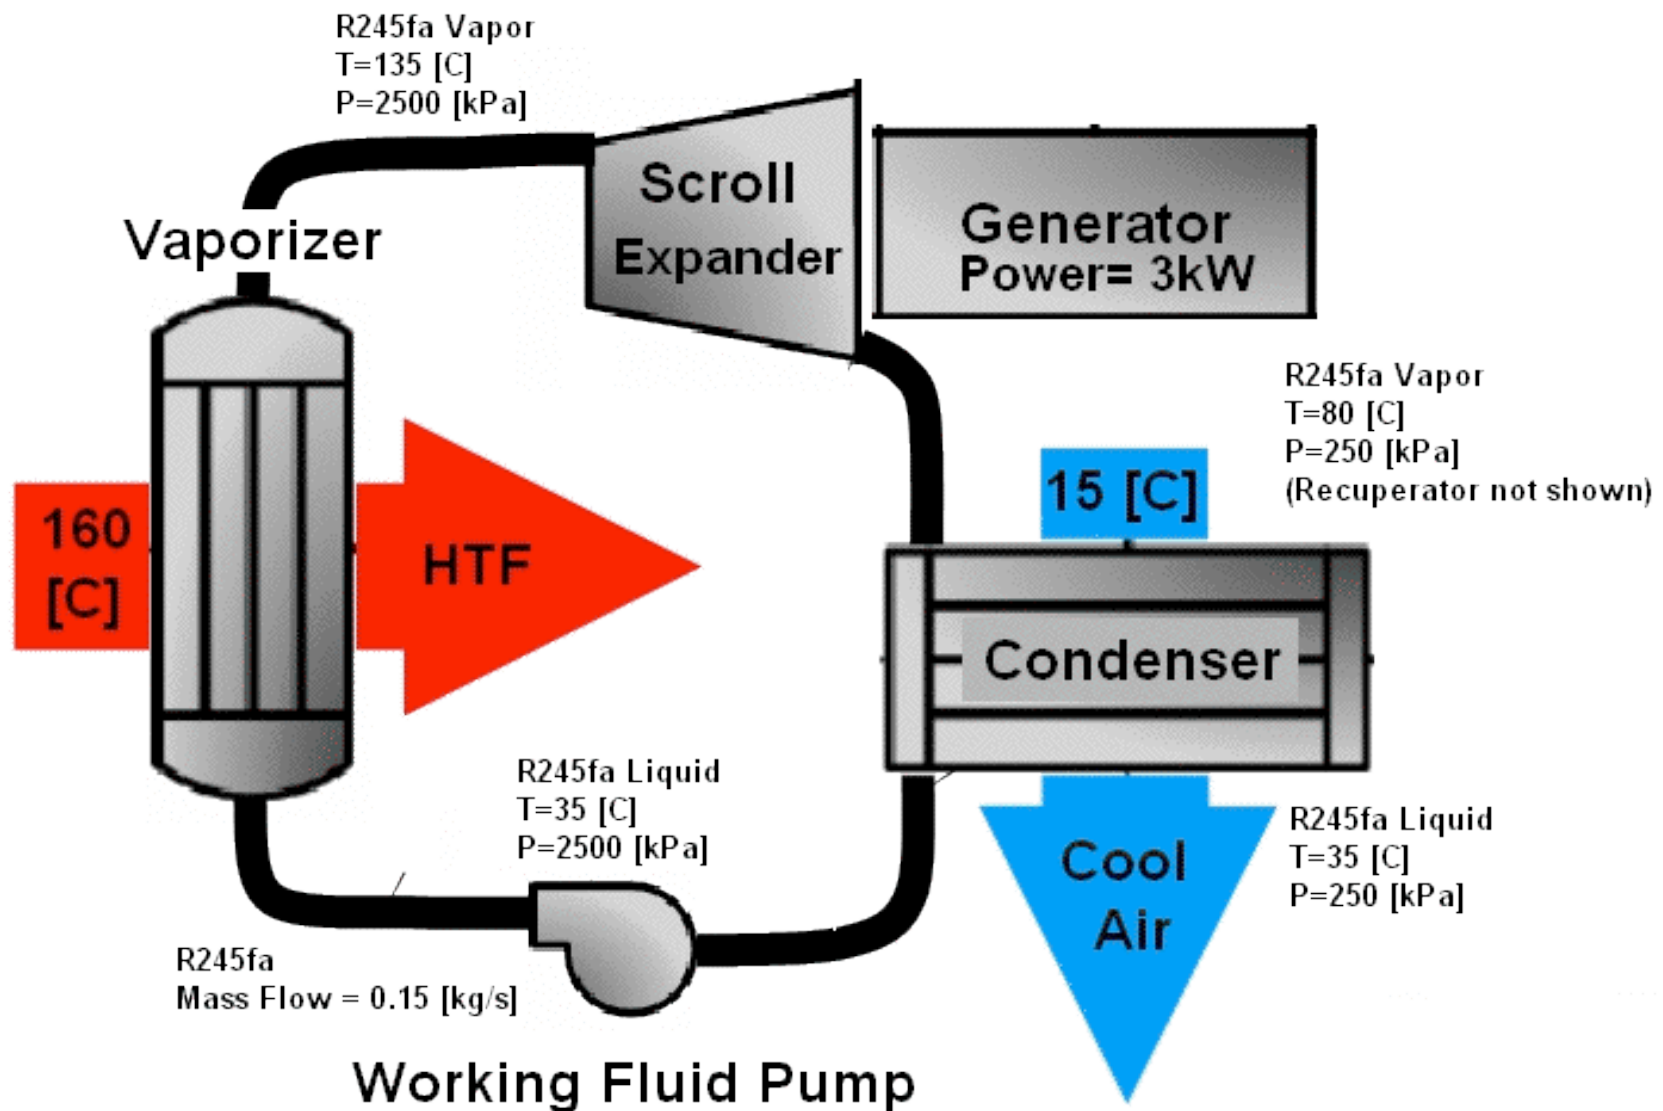 R245fa Vapor
T=135 [C]
P=2500 [kPa]
Scroll
Expander
Generator
Power= 3kW
Vaporizer
R245fa Vapor
T=80 [C]
P=250 [kPa]
(Recuperator not shown)
15 [C]
160
[C]
HTF
Condenser
R245fa Liquid
T=35 [C]
P=2500 [kPa]
R245fa Liquid
T=35 [C]
P=250 [kPa]
Cool
Air
R245fa
Mass Flow = 0.15 [kg/s]
Working Fluid Pump